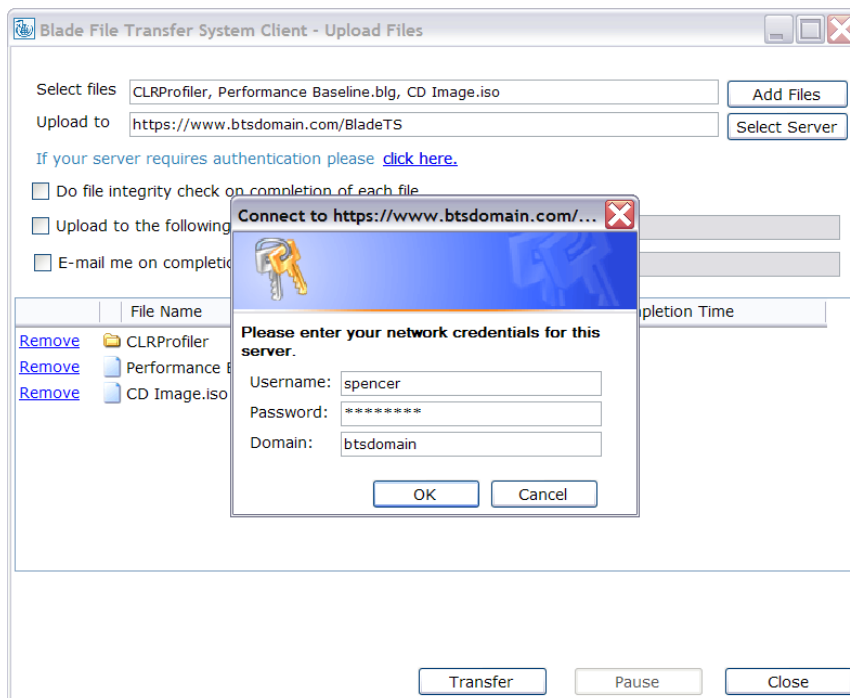 Blade File Transfer System Client - Upload Files
Select files CLRProfiler, Performance Baseline.blg, CD Image.iso Add Files
Upload to https://www.btsdomain.com/BladeTS Select Server
If your server requires authentication please click here.
Do file integrity check on completion of each file
Upload to the following
E-mail me on
Connect to https://www.btsdomain.com/...
Please enter your network credentials for this
server.
Username: spencer
Password: ********
Domain: btsdomain
OK Cancel
File Name Time
Remove CLRProfiler
Remove Performance
Remove CD Image.iso
Transfer Pause Close